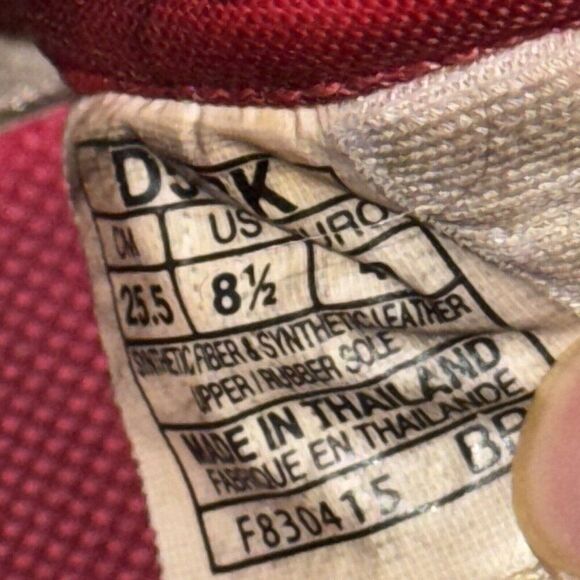 CM US EURO
25.5 8½
SYNTHETIC FIBER & SYNTHETIC LEATHER
UPPER / RUBBER SOLE
MADE IN THAILAND
FABRIQUE EN THAILANDE
F830415